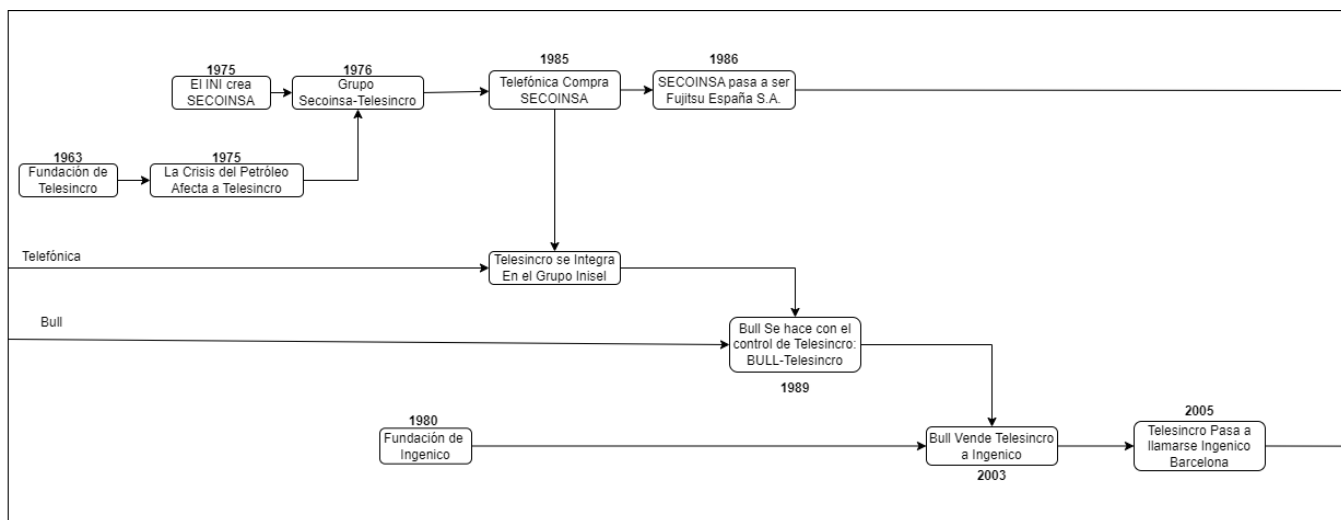 1975
El INI crea
SECOINSA
1976
Grupo
Secoinsa-Telesincro
1985
Telefónica Compra
SECOINSA
1986
SECOINSA pasa a ser
Fujitsu España S.A.
1963
Fundación de
Telesincro
1975
La Crisis del Petróleo
Afecta a Telesincro
Telefónica
Telesincro se Integra
En el Grupo Inisel
Bull
Bull Se hace con el
control de Telesincro:
BULL-Telesincro
1989
1980
Fundación de
Ingenico
Bull Vende Telesincro
a Ingenico
2003
2005
Telesincro Pasa a
llamarse Ingenico
Barcelona